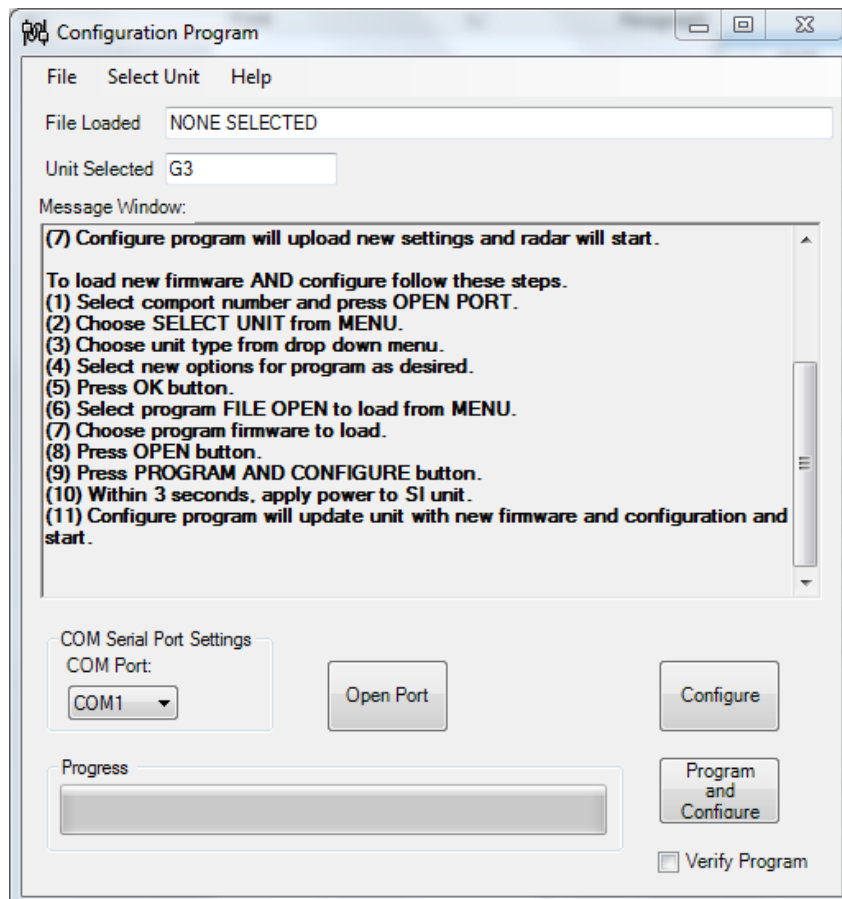 Configuration Program
File Select Unit Help
File Loaded NONE SELECTED
Unit Selected G3
Message Window:
(7) Configure program will upload new settings and radar will start.
To load new firmware AND configure follow these steps.
(1) Select comport number and press OPEN PORT.
(2) Choose SELECT UNIT from MENU.
(3) Choose unit type from drop down menu.
(4) Select new options for program as desired.
(5) Press OK button.
(6) Select program FILE OPEN to load from MENU.
(7) Choose program firmware to load.
(8) Press OPEN button.
(9) Press PROGRAM AND CONFIGURE button.
(10) Within 3 seconds, apply power to SI unit.
(11) Configure program will update unit with new firmware and configuration and
start.
COM Serial Port Settings
COM Port:
COM1
Open Port
Configure
Progress
Program
and
Configure
Verify Program